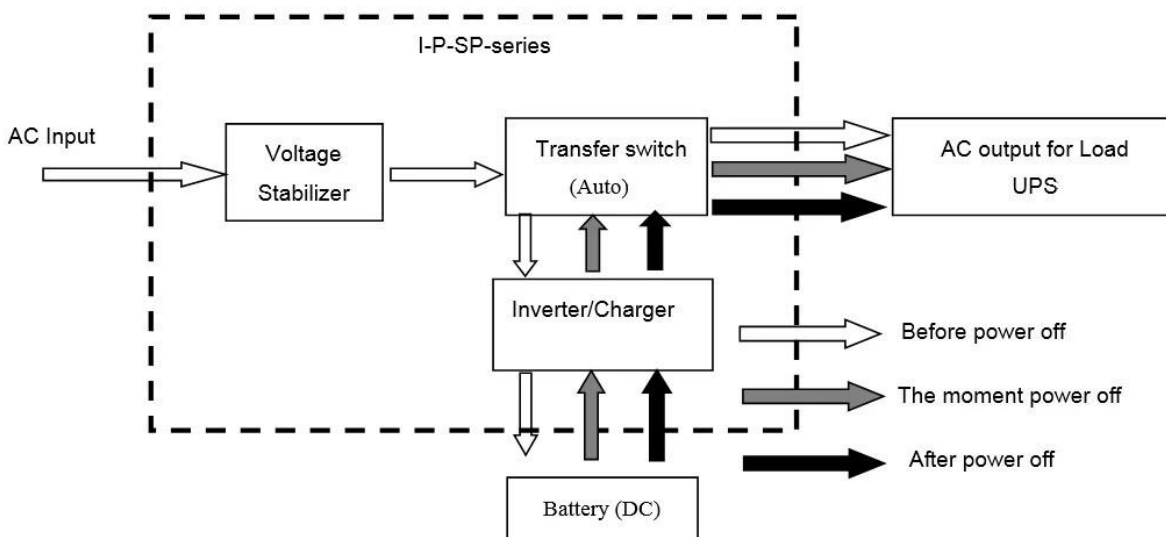 I-P-SP-series
AC Input
Voltage
Stabilizer
Transfer switch
(Auto)
AC output for Load
UPS
Inverter/Charger
Before power off
The moment power off
After power off
Battery (DC)